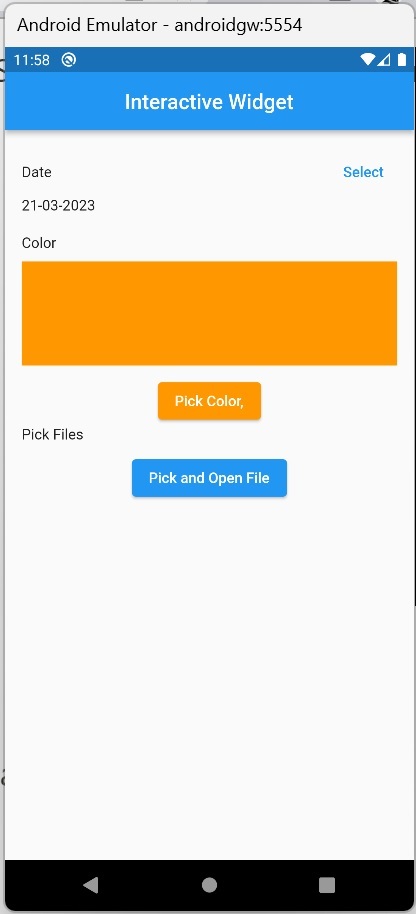 Android Emulator - androidgw:5554
11:58
Interactive Widget
Date Select
21-03-2023
Color
Pick Color,
Pick Files
Pick and Open File